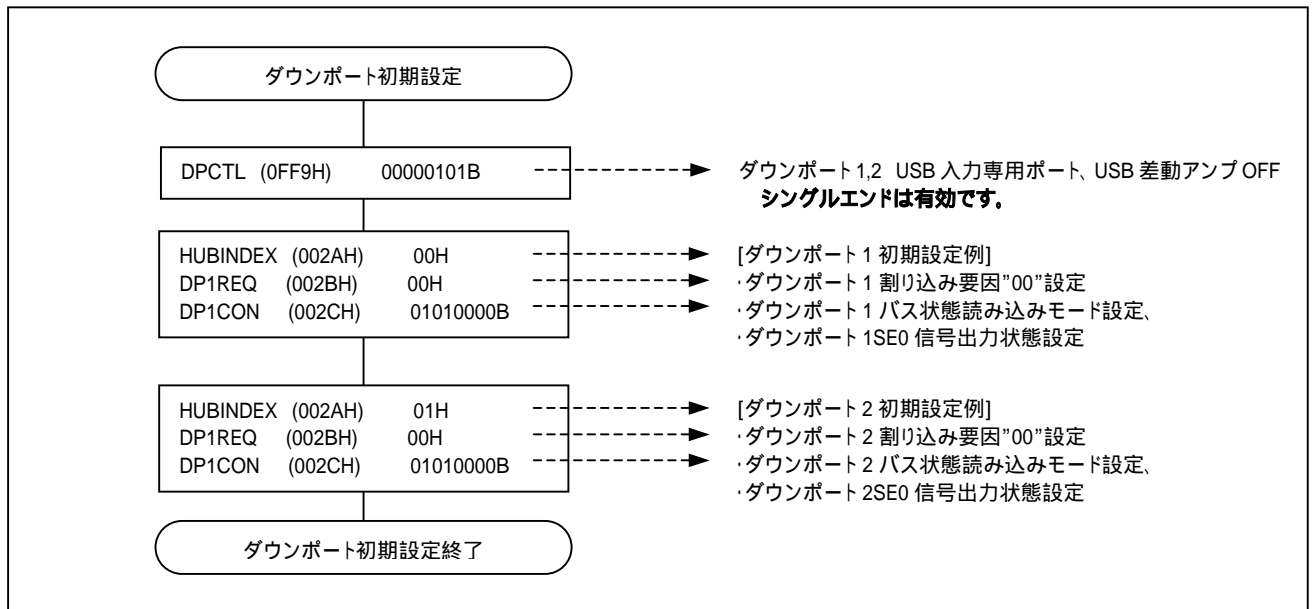 ダウンポート初期設定
DPCTL (0FF9H) 00000101B
ダウンポート1,2 USB 入力専用ポート、USB 差動アンプ OFF
シングルエンドは有効です。
HUBINDEX (002AH) 00H
[ダウンポート 1 初期設定例]
DP1REQ (002BH) 00H
・ダウンポート 1 割り込み要因"00"設定
DP1CON (002CH) 01010000B
・ダウンポート 1 バス状態読み込みモード設定、
・ダウンポート 1SE0 信号出力状態設定
HUBINDEX (002AH) 01H
[ダウンポート 2 初期設定例]
DP1REQ (002BH) 00H
・ダウンポート 2 割り込み要因"00"設定
DP1CON (002CH) 01010000B
・ダウンポート 2 バス状態読み込みモード設定、
・ダウンポート 2SE0 信号出力状態設定
ダウンポート初期設定終了